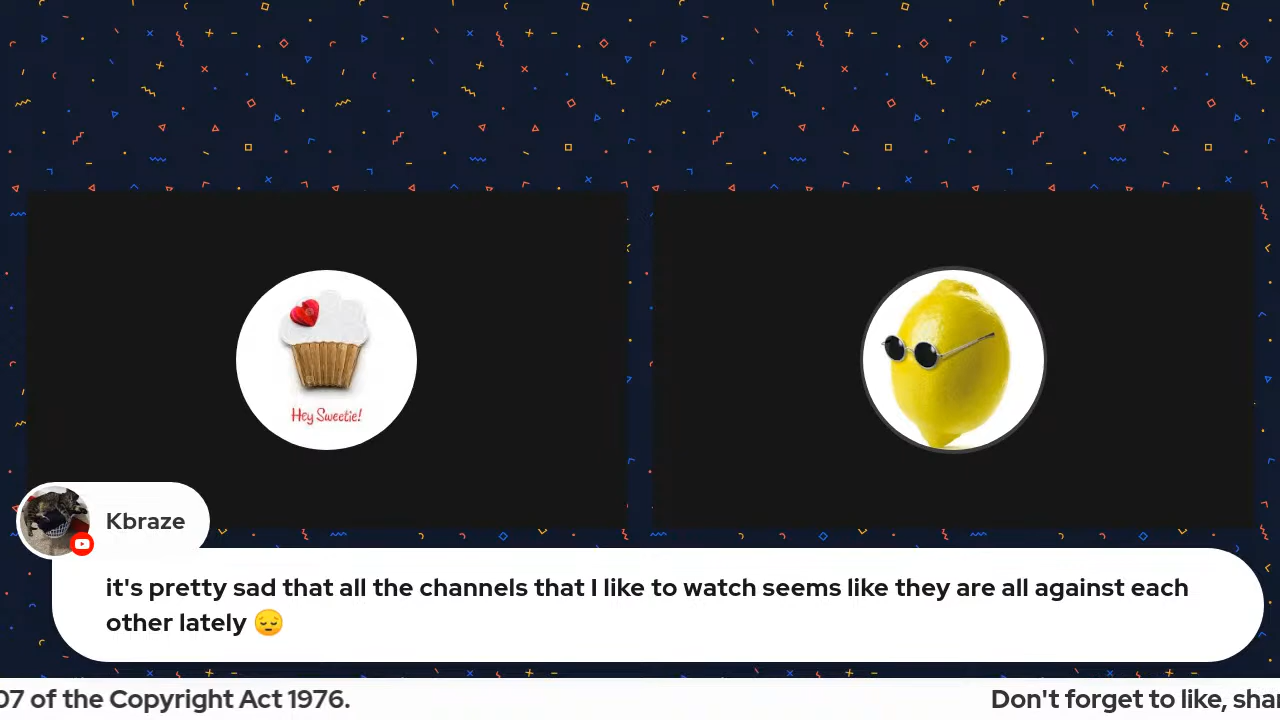 Hey Sweetie!
Kbraze
it's pretty sad that all the channels that I like to watch seems like they are all against each
other lately 😔
07 of the Copyright Act 1976. Don't forget to like, shar